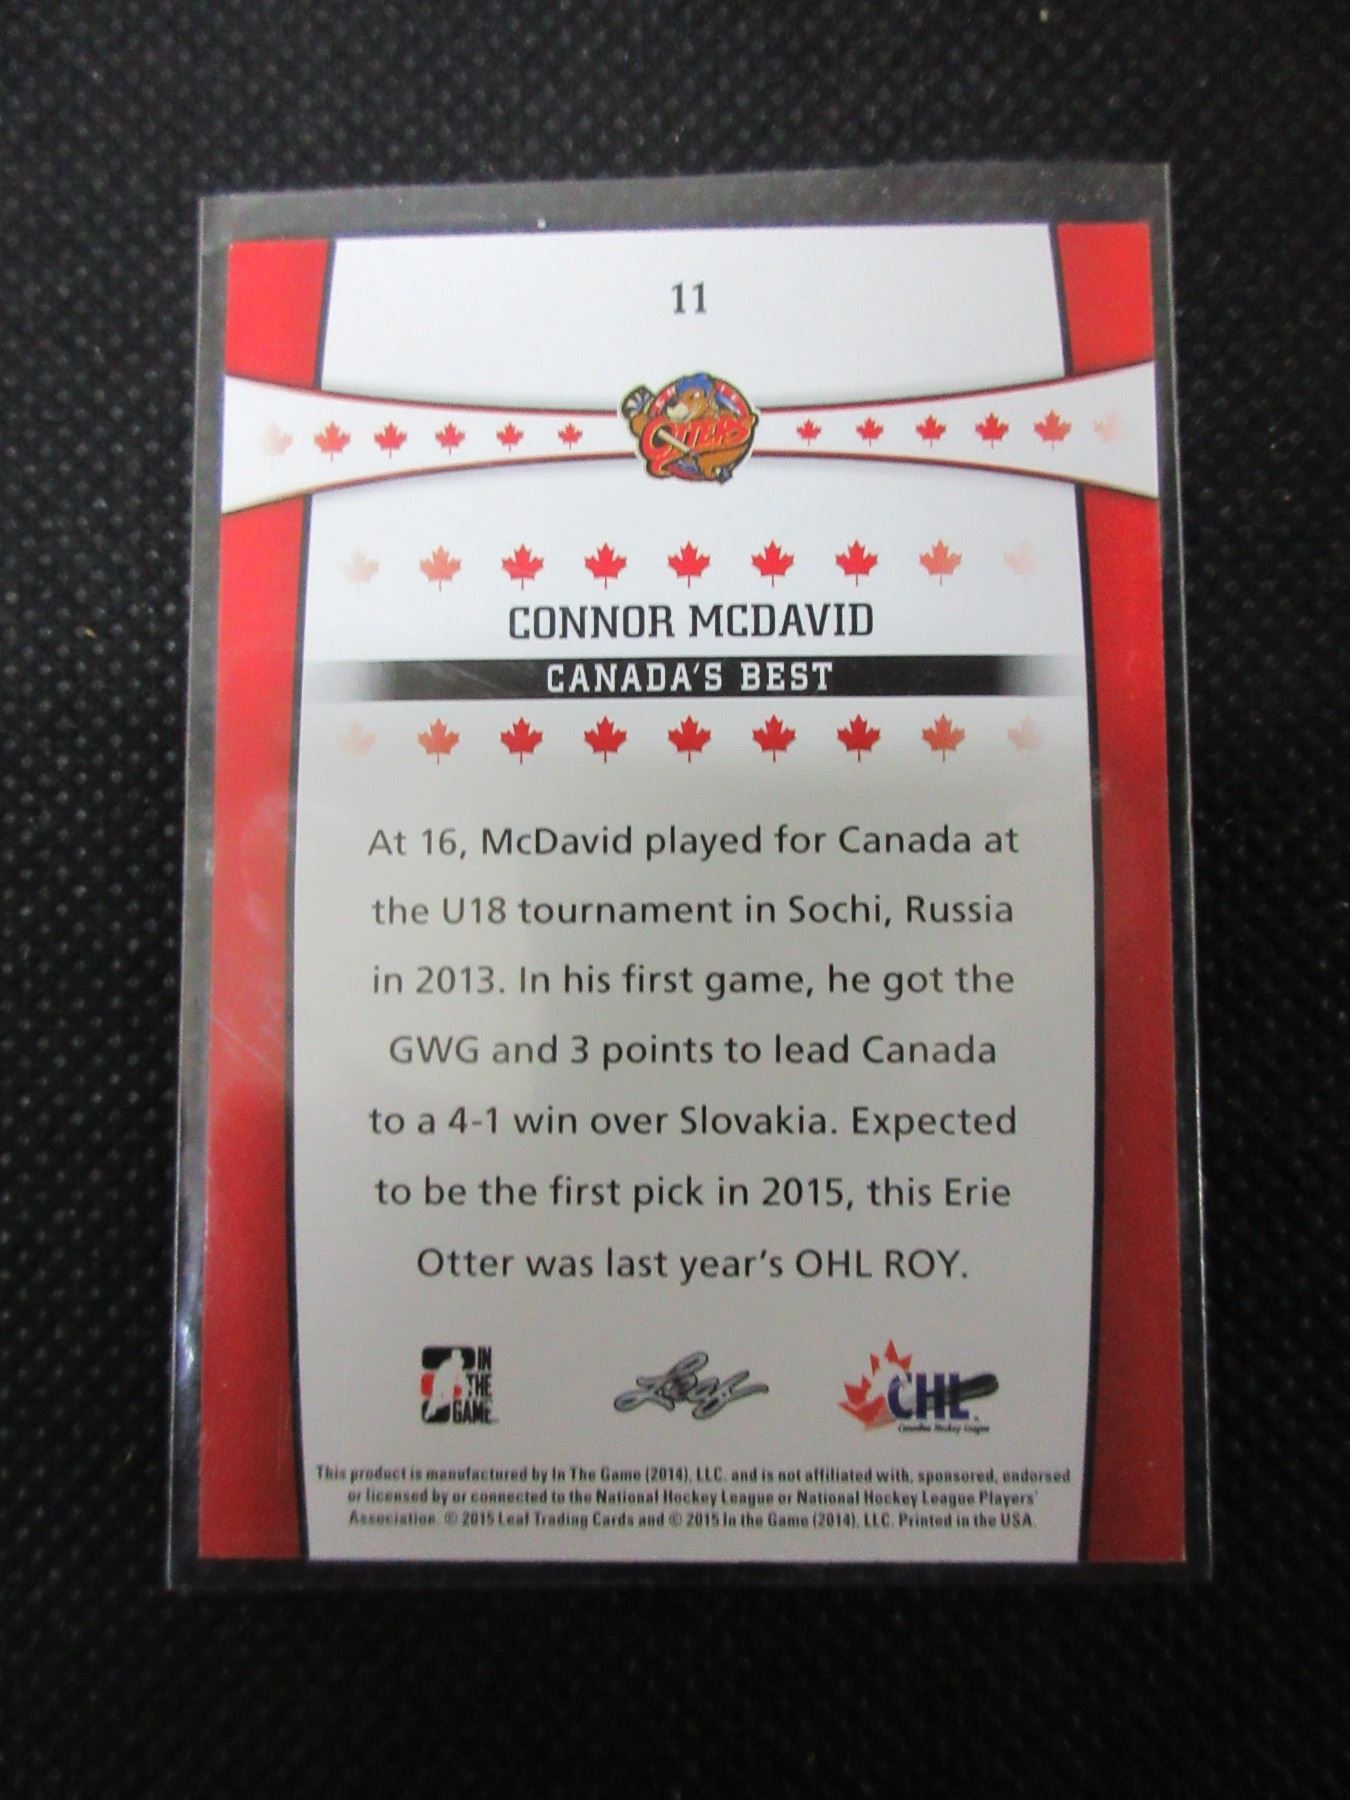 11
OTTERS
CONNOR MCDAVID
CANADA'S BEST
At 16, McDavid played for Canada at
the U18 tournament in Sochi, Russia
in 2013. In his first game, he got the
GWG and 3 points to lead Canada
to a 4-1 win over Slovakia. Expected
to be the first pick in 2015, this Erie
Otter was last year's OHL ROY.
IN
THE
GAME
Leaf
CHL
Canadian Hockey League
This product is manufactured by In The Game (2014), LLC. and is not affiliated with, sponsored, endorsed
or licensed by or connected to the National Hockey League or National Hockey League Players'
Association. © 2015 Leaf Trading Cards and © 2015 In the Game (2014), LLC. Printed in the USA.